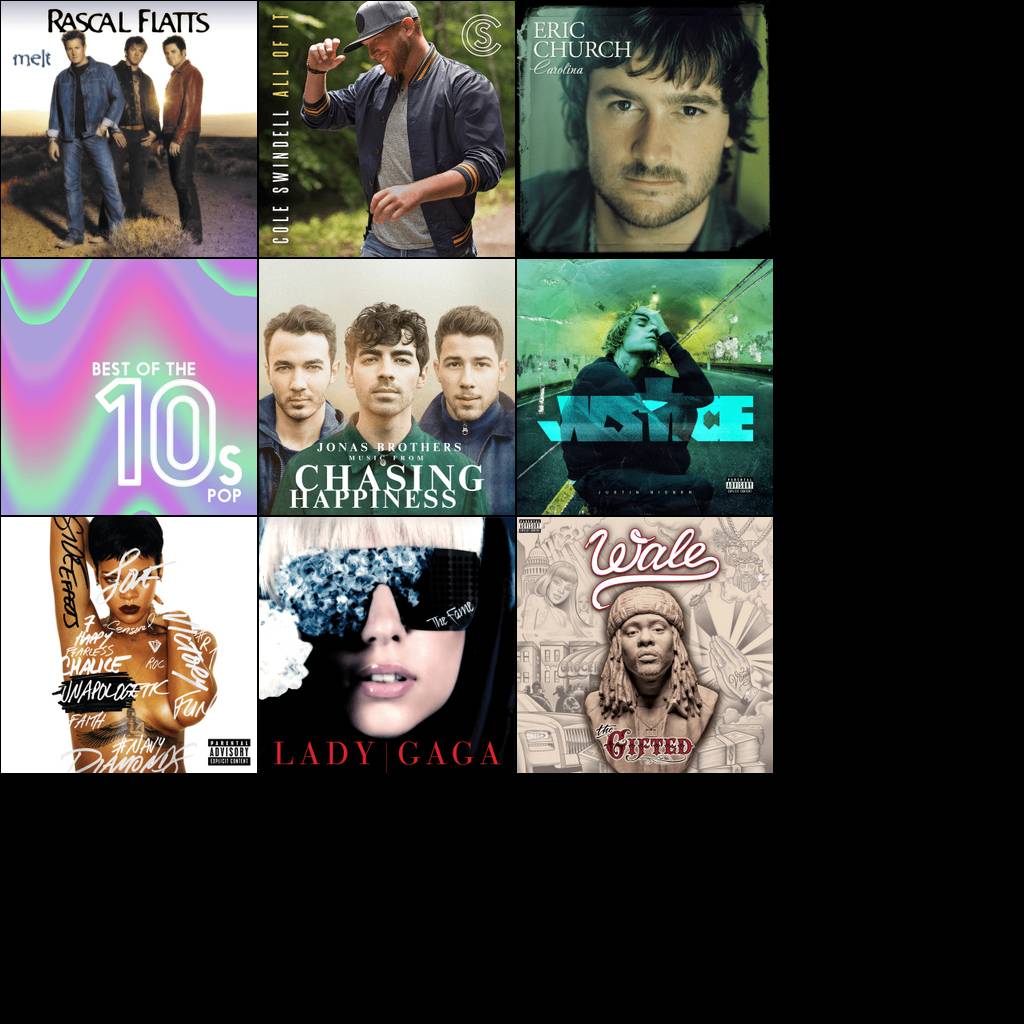 RASCAL FLATTS
melt
COLE SWINDELL ALL OF IT
CS
ERIC
CHURCH
Carolina
BEST OF THE
10s
POP
JONAS BROTHERS
MUSIC FROM
CHASING
HAPPINESS
JUSTICE
JUSTIN BIEBER
PARENTAL
ADVISORY
EXPLICIT CONTENT
SIDE EFFECTS
Love
7
Censored
HAPPY
FEARLESS
ROC
CHALICE
Victory
UNAPOLOGETIC
FUN
FAITH
#NAVY
DIAMONDS
PARENTAL
ADVISORY
EXPLICIT CONTENT
The Fame
LADY | GAGA
PARENTAL
ADVISORY
Wale
the
GIFTED